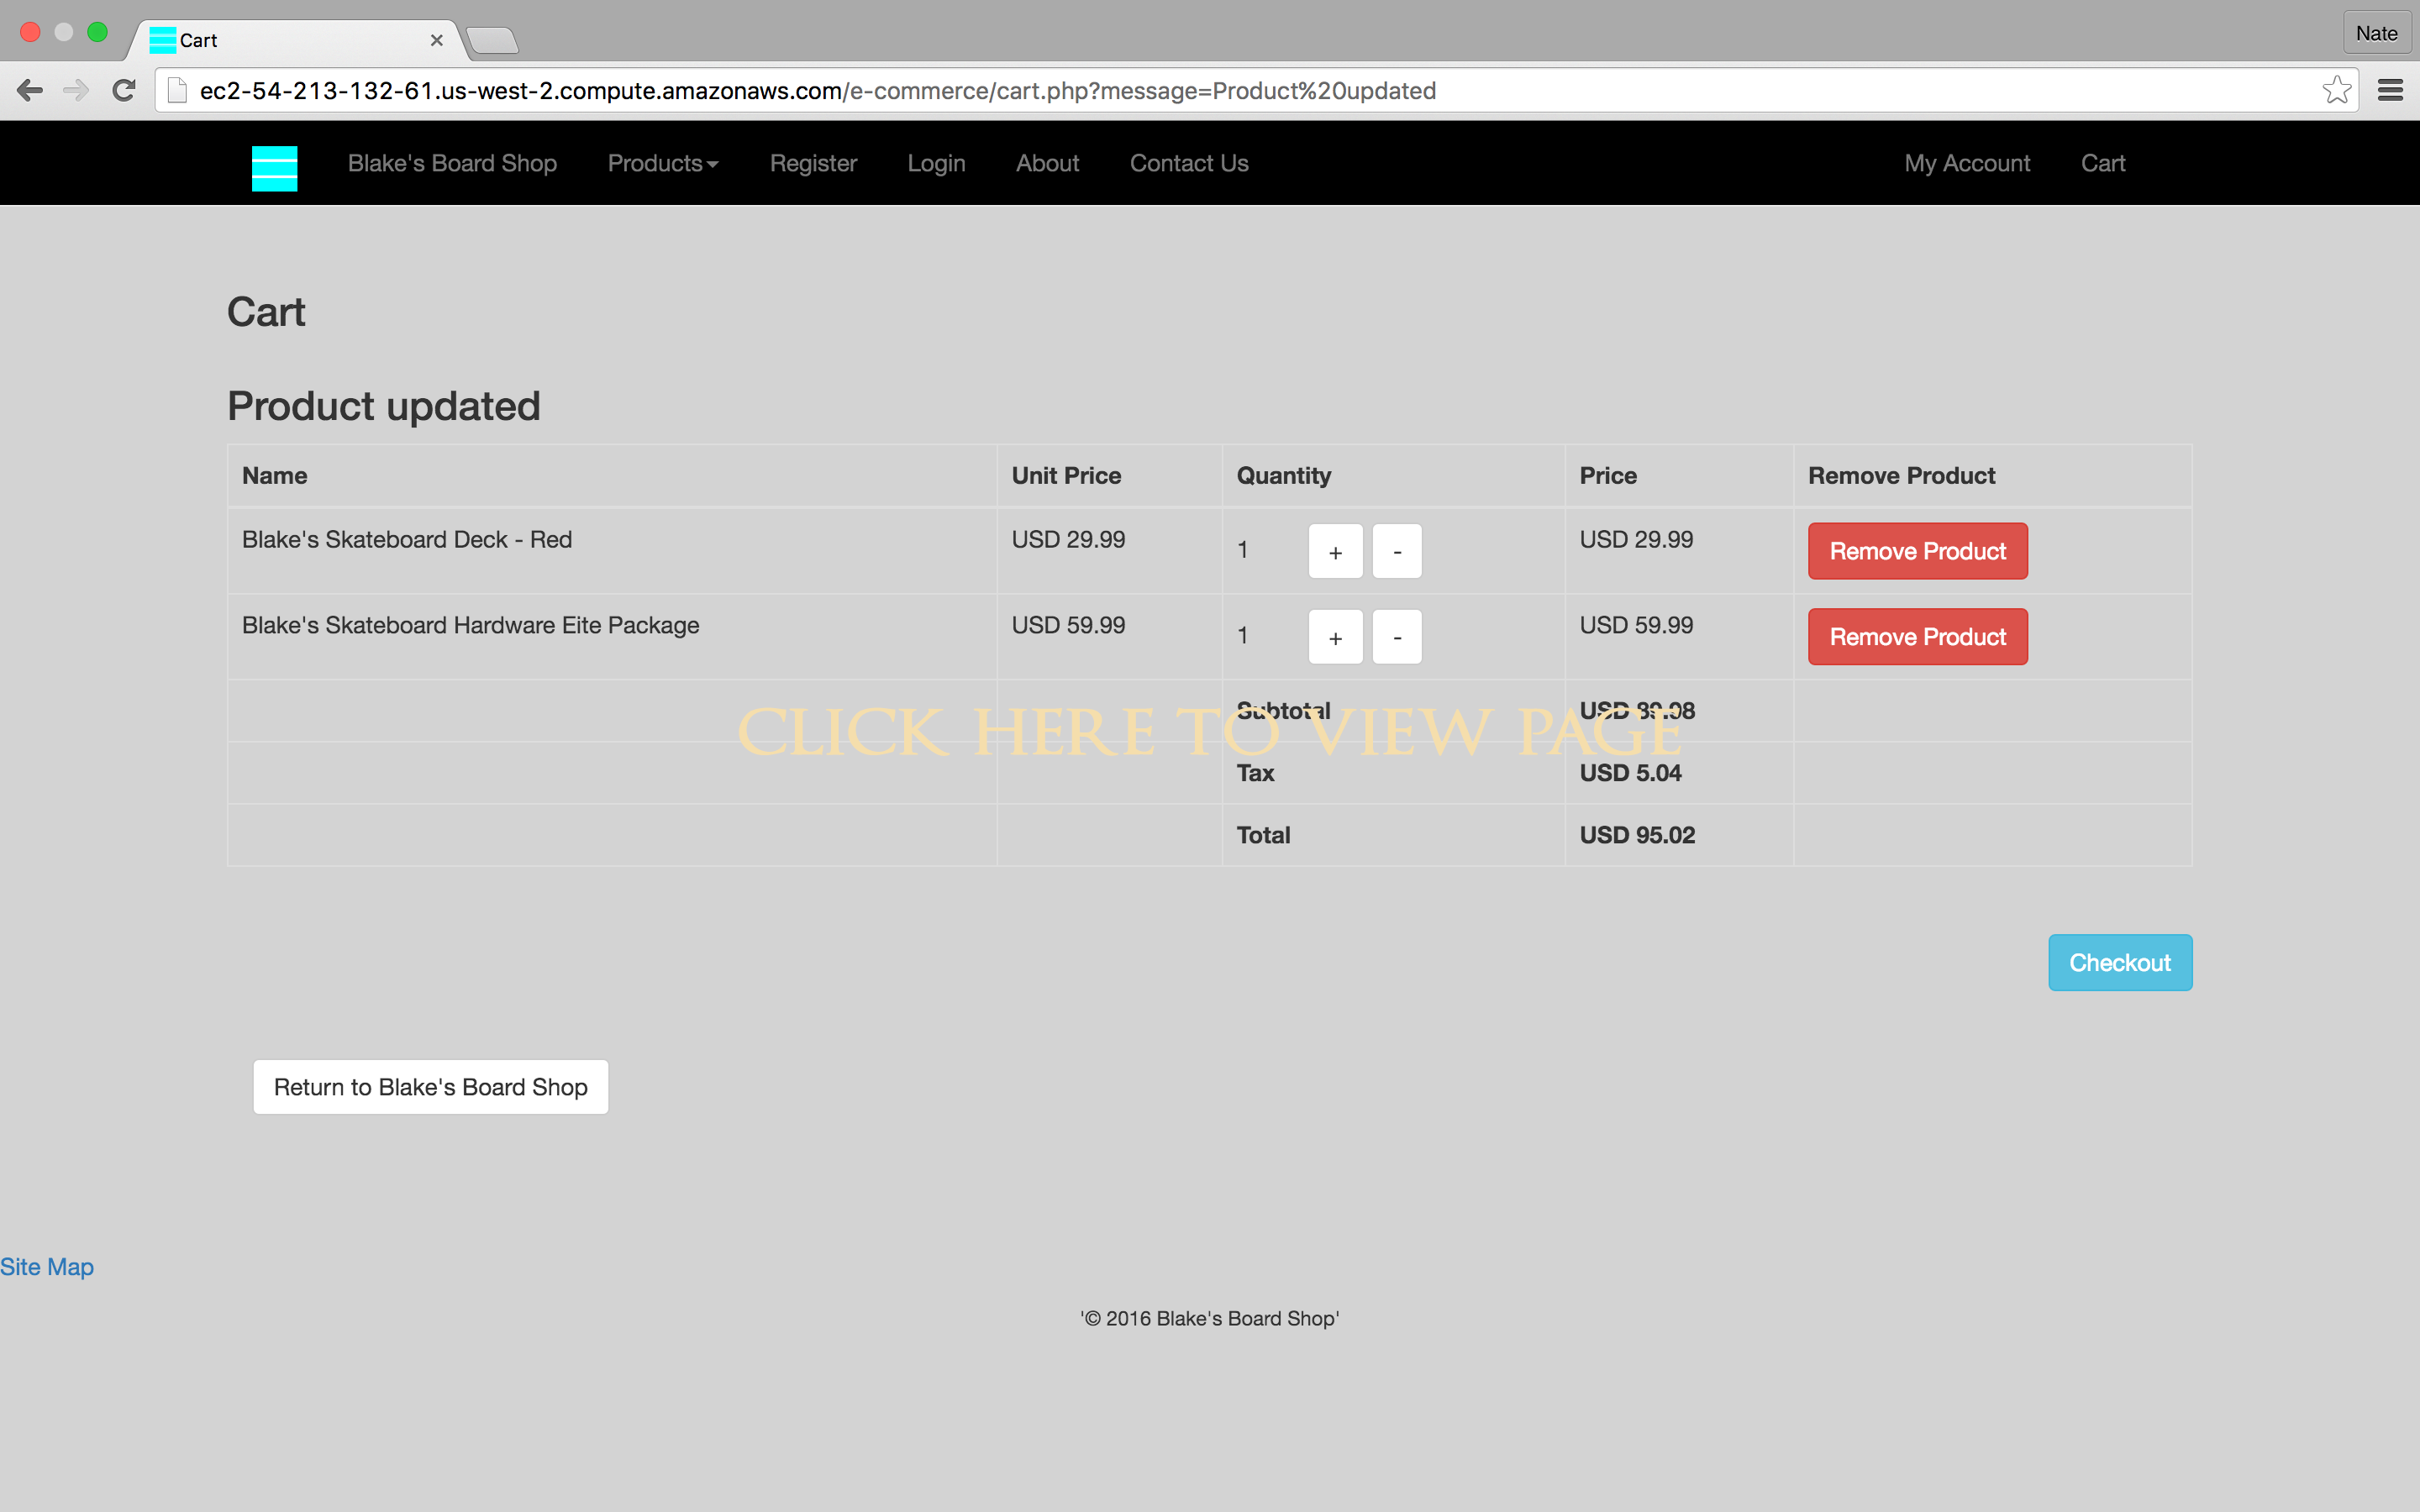 Cart
Nate
ec2-54-213-132-61.us-west-2.compute.amazonaws.com/e-commerce/cart.php?message=Product%20updated
Blake's Board Shop Products Register Login About Contact Us My Account Cart
Cart
Product updated
Name Unit Price Quantity Price Remove Product
Blake's Skateboard Deck - Red USD 29.99 1 + - USD 29.99 Remove Product
Blake's Skateboard Hardware Eite Package USD 59.99 1 + - USD 59.99 Remove Product
Subtotal USD 89.98
CLICK HERE TO VIEW PAGE
Tax USD 5.04
Total USD 95.02
Checkout
Return to Blake's Board Shop
Site Map
'© 2016 Blake's Board Shop'